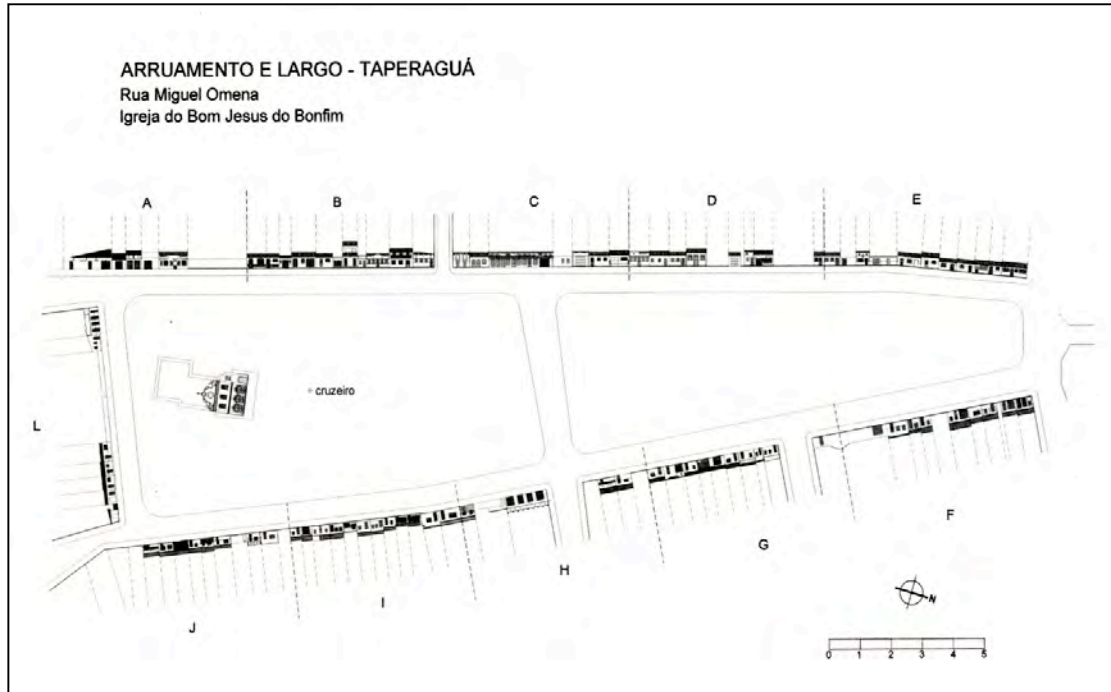 ARRUAMENTO E LARGO - TAPERAGUÁ
Rua Miguel Omena
Igreja do Bom Jesus do Bonfim
A B C D E
cruzeiro
L
F
G
H
I
J
N
0 1 2 3 4 5